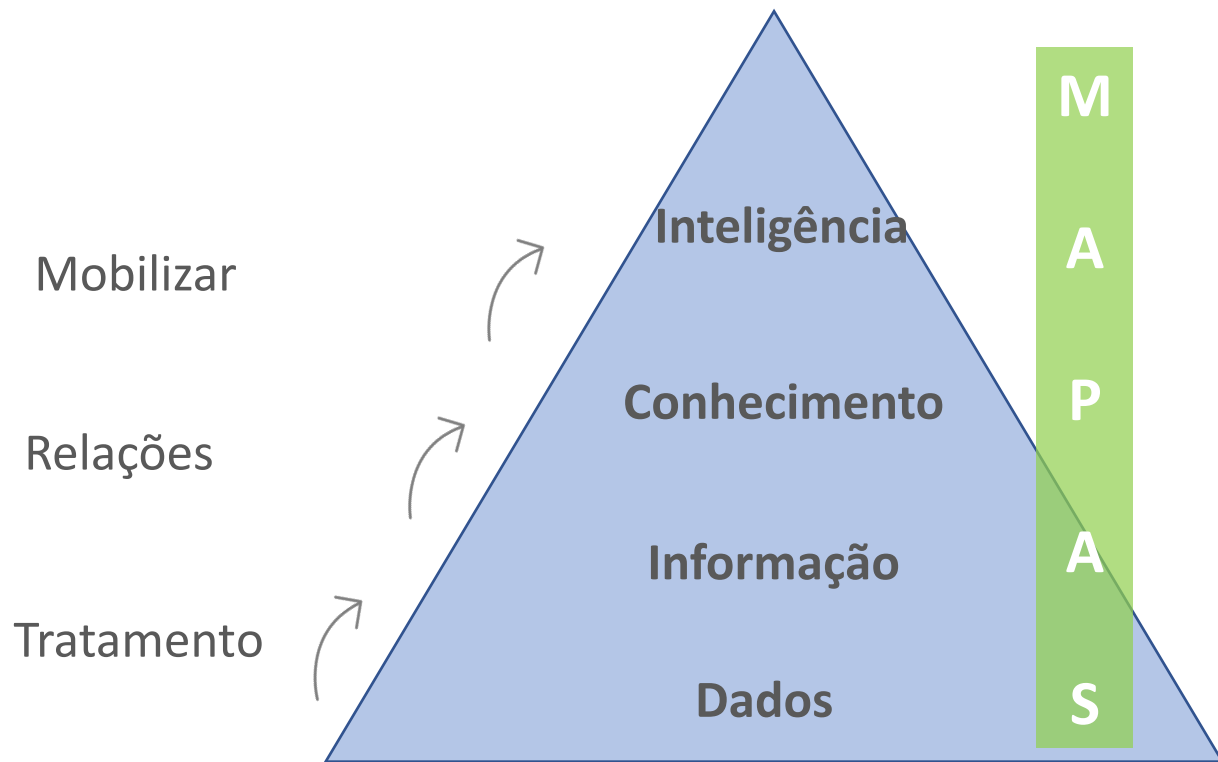 Mobilizar
Relações
Tratamento
Inteligência
Conhecimento
Informação
Dados
M
A
P
A
S